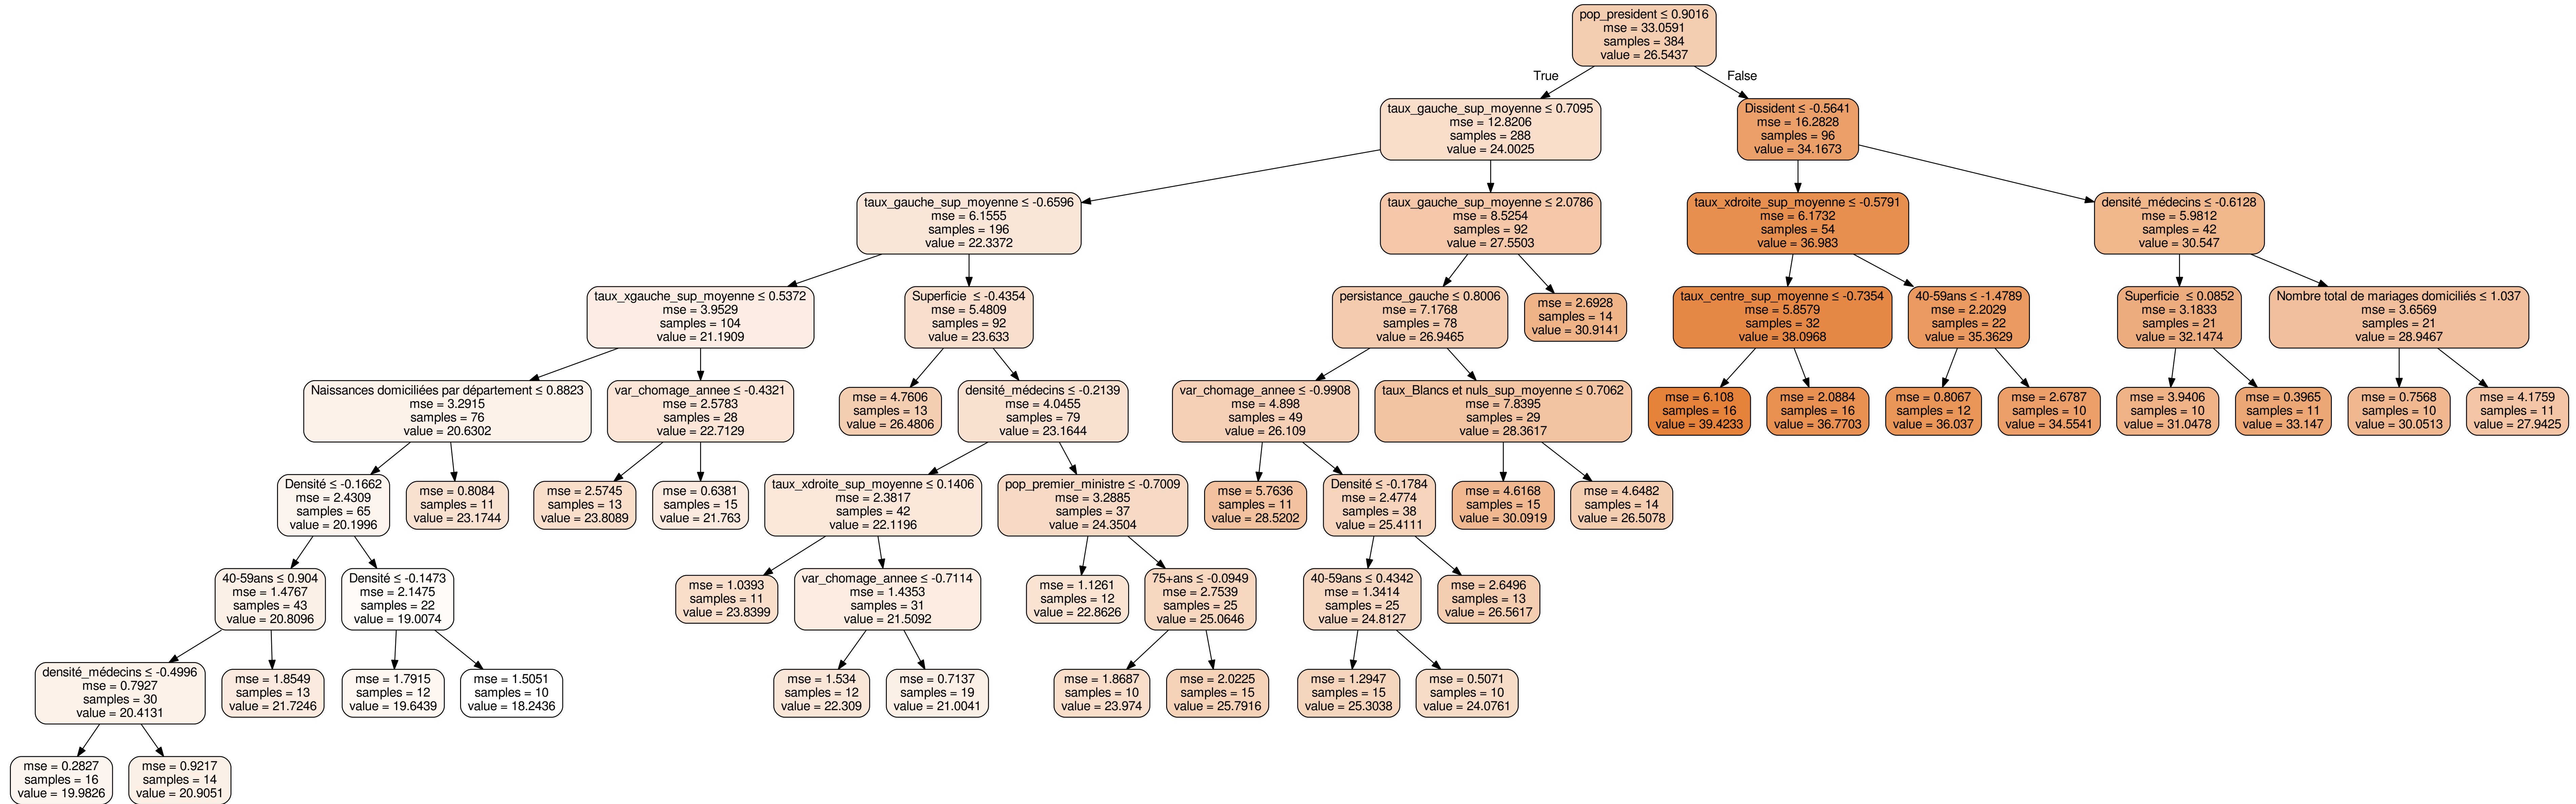 pop_president ≤ 0.9016
mse = 33.0591
samples = 384
value = 26.5437
True
False
taux_gauche_sup_moyenne ≤ 0.7095
mse = 12.8206
samples = 288
value = 24.0025
Dissident ≤ -0.5641
mse = 16.2828
samples = 96
value = 34.1673
taux_gauche_sup_moyenne ≤ -0.6596
mse = 6.1555
samples = 196
value = 22.3372
taux_gauche_sup_moyenne ≤ 2.0786
mse = 8.5254
samples = 92
value = 27.5503
taux_xdroite_sup_moyenne ≤ -0.5791
mse = 6.1732
samples = 54
value = 36.983
densité_médecins ≤ -0.6128
mse = 5.9812
samples = 42
value = 30.547
taux_xgauche_sup_moyenne ≤ 0.5372
mse = 3.9529
samples = 104
value = 21.1909
Superficie ≤ -0.4354
mse = 5.4809
samples = 92
value = 23.633
persistance_gauche ≤ 0.8006
mse = 7.1768
samples = 78
value = 26.9465
mse = 2.6928
samples = 14
value = 30.9141
taux_centre_sup_moyenne ≤ -0.7354
mse = 5.8579
samples = 32
value = 38.0968
40-59ans ≤ -1.4789
mse = 2.2029
samples = 22
value = 35.3629
Superficie ≤ 0.0852
mse = 3.1833
samples = 21
value = 32.1474
Nombre total de mariages domiciliés ≤ 1.037
mse = 3.6569
samples = 21
value = 28.9467
Naissances domiciliées par département ≤ 0.8823
mse = 3.2915
samples = 76
value = 20.6302
var_chomage_annee ≤ -0.4321
mse = 2.5783
samples = 28
value = 22.7129
mse = 4.7606
samples = 13
value = 26.4806
densité_médecins ≤ -0.2139
mse = 4.0455
samples = 79
value = 23.1644
var_chomage_annee ≤ -0.9908
mse = 4.898
samples = 49
value = 26.109
taux_Blancs et nuls_sup_moyenne ≤ 0.7062
mse = 7.8395
samples = 29
value = 28.3617
mse = 6.108
samples = 16
value = 39.4233
mse = 2.0884
samples = 16
value = 36.7703
mse = 0.8067
samples = 12
value = 36.037
mse = 2.6787
samples = 10
value = 34.5541
mse = 3.9406
samples = 10
value = 31.0478
mse = 0.3965
samples = 11
value = 33.147
mse = 0.7568
samples = 10
value = 30.0513
mse = 4.1759
samples = 11
value = 27.9425
Densité ≤ -0.1662
mse = 2.4309
samples = 65
value = 20.1996
mse = 0.8084
samples = 11
value = 23.1744
mse = 2.5745
samples = 13
value = 23.8089
mse = 0.6381
samples = 15
value = 21.763
taux_xdroite_sup_moyenne ≤ 0.1406
mse = 2.3817
samples = 42
value = 22.1196
pop_premier_ministre ≤ -0.7009
mse = 3.2885
samples = 37
value = 24.3504
mse = 5.7636
samples = 11
value = 28.5202
Densité ≤ -0.1784
mse = 2.4774
samples = 38
value = 25.4111
mse = 4.6168
samples = 15
value = 30.0919
mse = 4.6482
samples = 14
value = 26.5078
40-59ans ≤ 0.904
mse = 1.4767
samples = 43
value = 20.8096
Densité ≤ -0.1473
mse = 2.1475
samples = 22
value = 19.0074
mse = 1.0393
samples = 11
value = 23.8399
var_chomage_annee ≤ -0.7114
mse = 1.4353
samples = 31
value = 21.5092
mse = 1.1261
samples = 12
value = 22.8626
75+ans ≤ -0.0949
mse = 2.7539
samples = 25
value = 25.0646
40-59ans ≤ 0.4342
mse = 1.3414
samples = 25
value = 24.8127
mse = 2.6496
samples = 13
value = 26.5617
densité_médecins ≤ -0.4996
mse = 0.7927
samples = 30
value = 20.4131
mse = 1.8549
samples = 13
value = 21.7246
mse = 1.7915
samples = 12
value = 19.6439
mse = 1.5051
samples = 10
value = 18.2436
mse = 1.534
samples = 12
value = 22.309
mse = 0.7137
samples = 19
value = 21.0041
mse = 1.8687
samples = 10
value = 23.974
mse = 2.0225
samples = 15
value = 25.7916
mse = 1.2947
samples = 15
value = 25.3038
mse = 0.5071
samples = 10
value = 24.0761
mse = 0.2827
samples = 16
value = 19.9826
mse = 0.9217
samples = 14
value = 20.9051